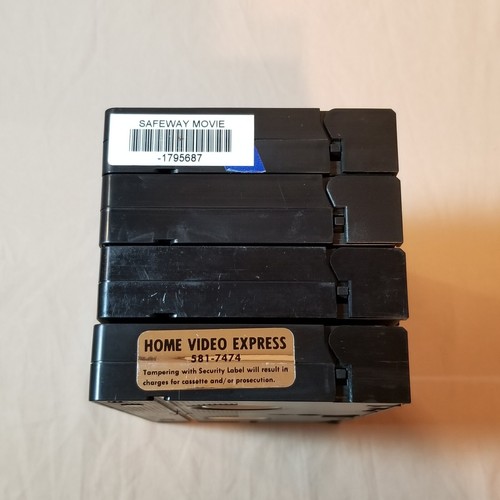 SAFEWAY MOVIE
-1795687
HOME VIDEO EXPRESS
581-7474
Tampering with Security Label will result in
charges for cassette and/or prosecution.